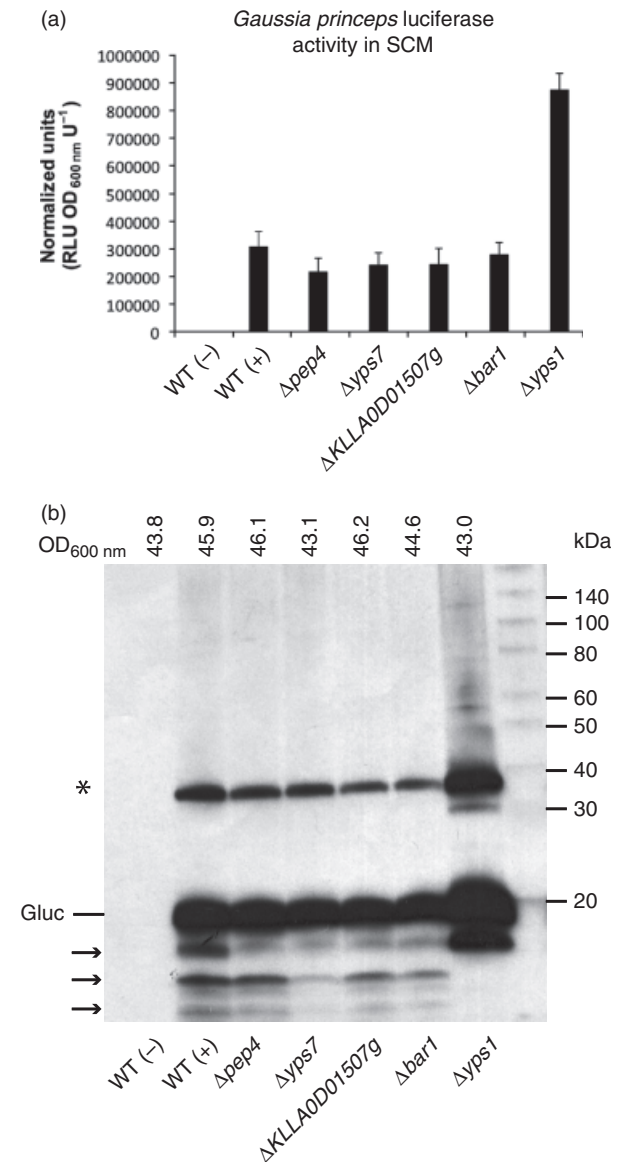 (a)
Gaussia princeps luciferase
activity in SCM
Normalized units
(RLU OD600 nm U⁻¹)
1000000
900000
800000
700000
600000
500000
400000
300000
200000
100000
0
WT (–)
WT (+)
Δpep4
Δyps7
ΔKLLA0D01507g
Δbar1
Δyps1
(b)
OD600 nm
43.8
45.9
46.1
43.1
46.2
44.6
43.0
kDa
140
100
80
60
50
40
*
30
20
Gluc
WT (–)
WT (+)
Δpep4
Δyps7
ΔKLLA0D01507g
Δbar1
Δyps1